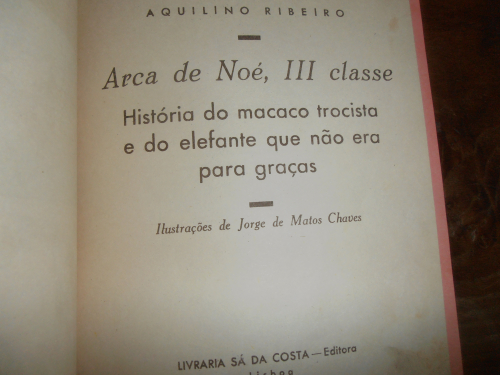 AQUILINO RIBEIRO
Arca de Noé, III classe
História do macaco trocista
e do elefante que não era
para graças
Ilustrações de Jorge de Matos Chaves
LIVRARIA SÁ DA COSTA—Editora
Lisboa